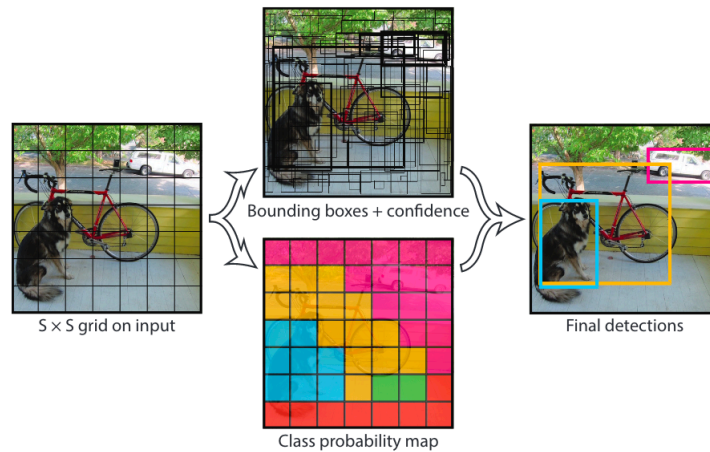 S × S grid on input
Bounding boxes + confidence
Class probability map
Final detections